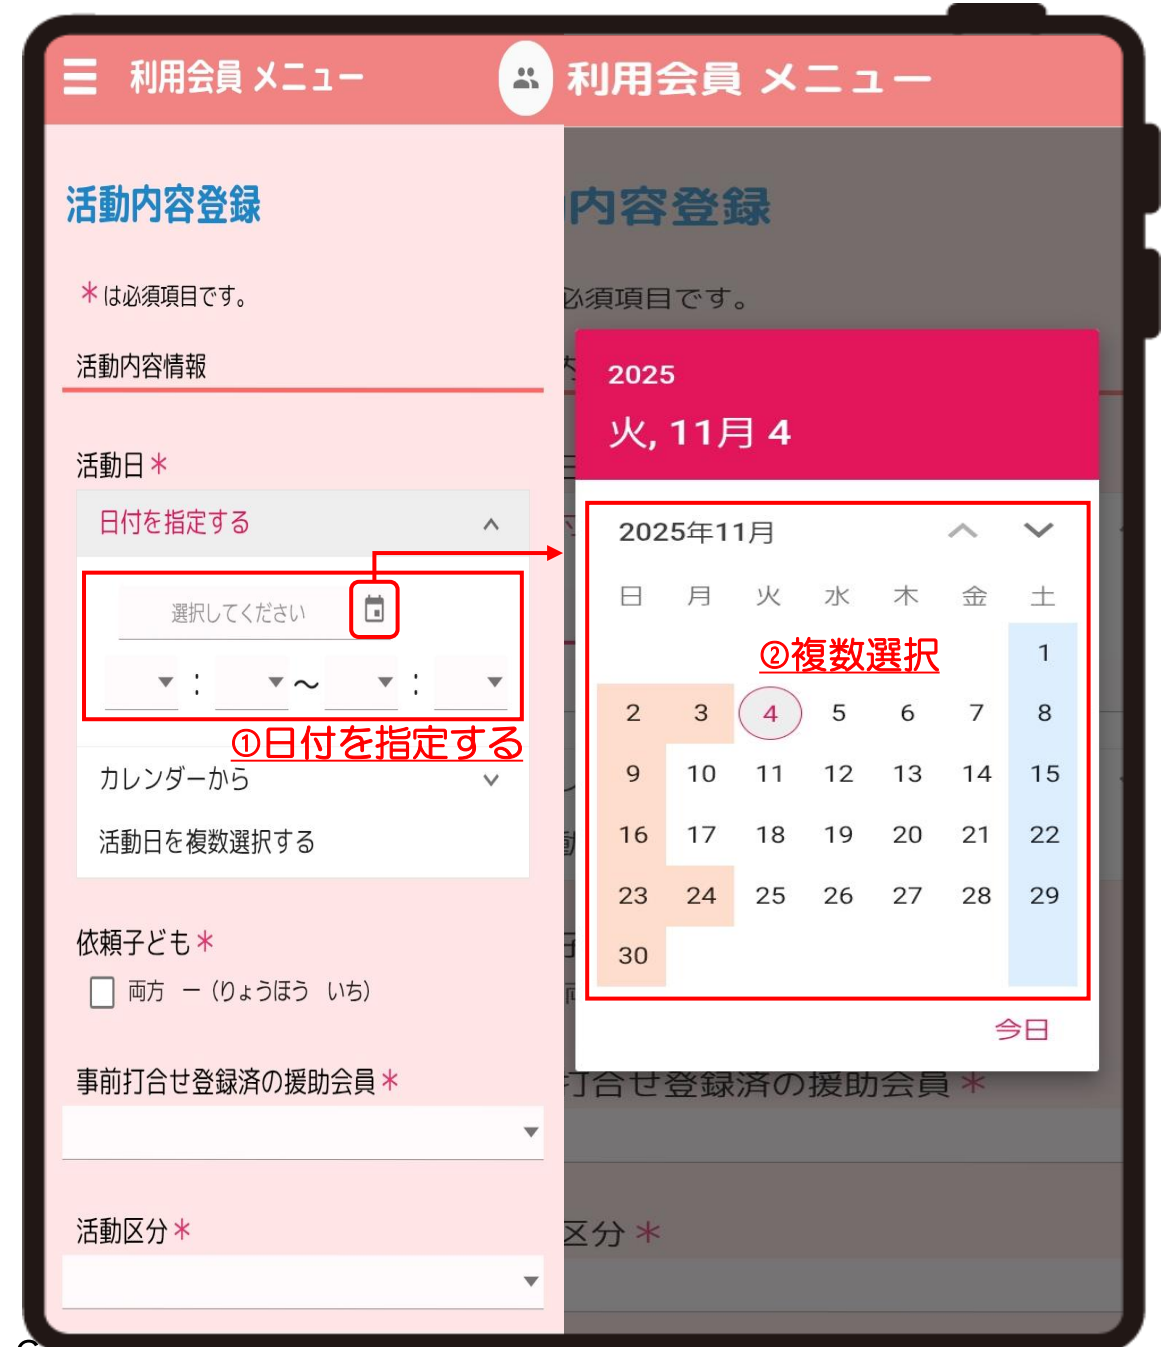 利用会員 メニュー
活動内容登録
*は必須項目です。
活動内容情報
活動日*
日付を指定する
選択してください
: ～ :
①日付を指定する
カレンダーから
活動日を複数選択する
依頼子ども*
両方 ー（りょうほう いち）
事前打合せ登録済の援助会員*
活動区分*
利用会員 メニュー
内容登録
必須項目です。
2025
火, 11月 4
2025年11月
日 月 火 水 木 金 土
②複数選択
1
2 3 4 5 6 7 8
9 10 11 12 13 14 15
16 17 18 19 20 21 22
23 24 25 26 27 28 29
30
今日
打合せ登録済の援助会員*
区分*